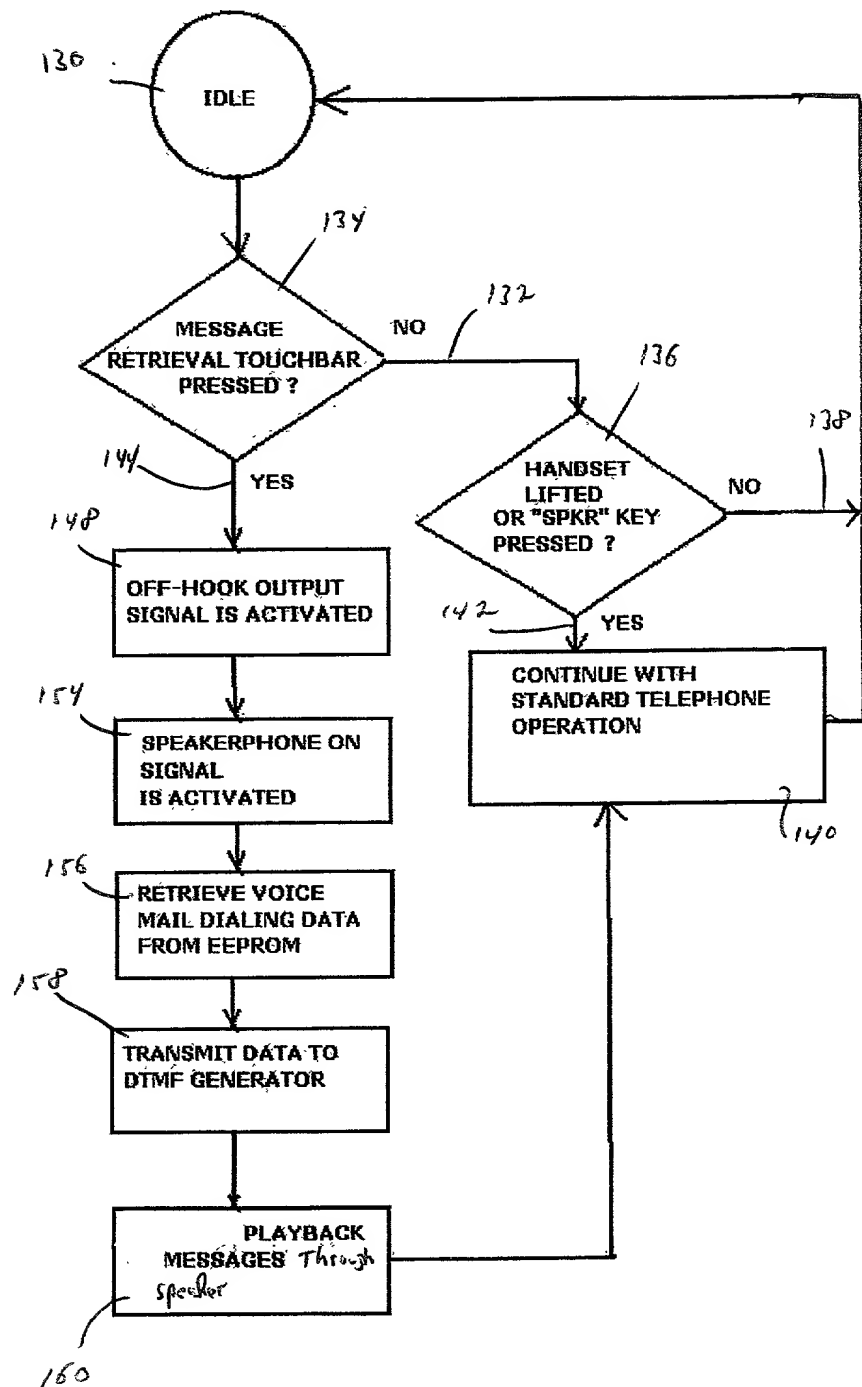 130
IDLE
134
MESSAGE
RETRIEVAL TOUCHBAR
PRESSED ?
NO
132
136
138
HANDSET
LIFTED
OR "SPKR" KEY
PRESSED ?
NO
144
YES
142
YES
148
OFF-HOOK OUTPUT
SIGNAL IS ACTIVATED
CONTINUE WITH
STANDARD TELEPHONE
OPERATION
140
154
SPEAKERPHONE ON
SIGNAL
IS ACTIVATED
156
RETRIEVE VOICE
MAIL DIALING DATA
FROM EEPROM
158
TRANSMIT DATA TO
DTMF GENERATOR
PLAYBACK
MESSAGES Through
speaker
160